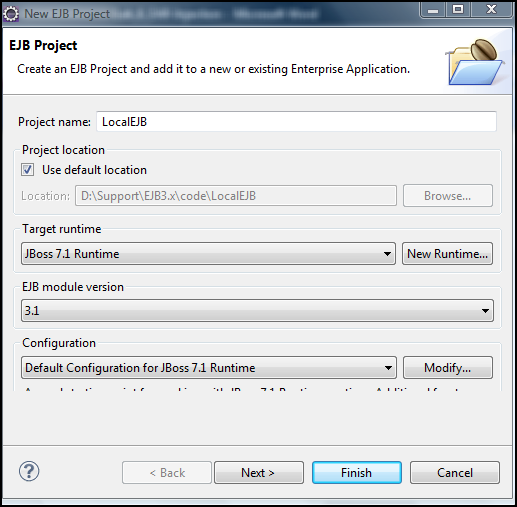 New EJB Project
EJB Project
Create an EJB Project and add it to a new or existing Enterprise Application.
Project name: LocalEJB
Project location
Use default location
Location: D:\Support\EJB3.x\code\LocalEJB Browse...
Target runtime
JBoss 7.1 Runtime New Runtime...
EJB module version
3.1
Configuration
Default Configuration for JBoss 7.1 Runtime Modify...
? < Back Next > Finish Cancel